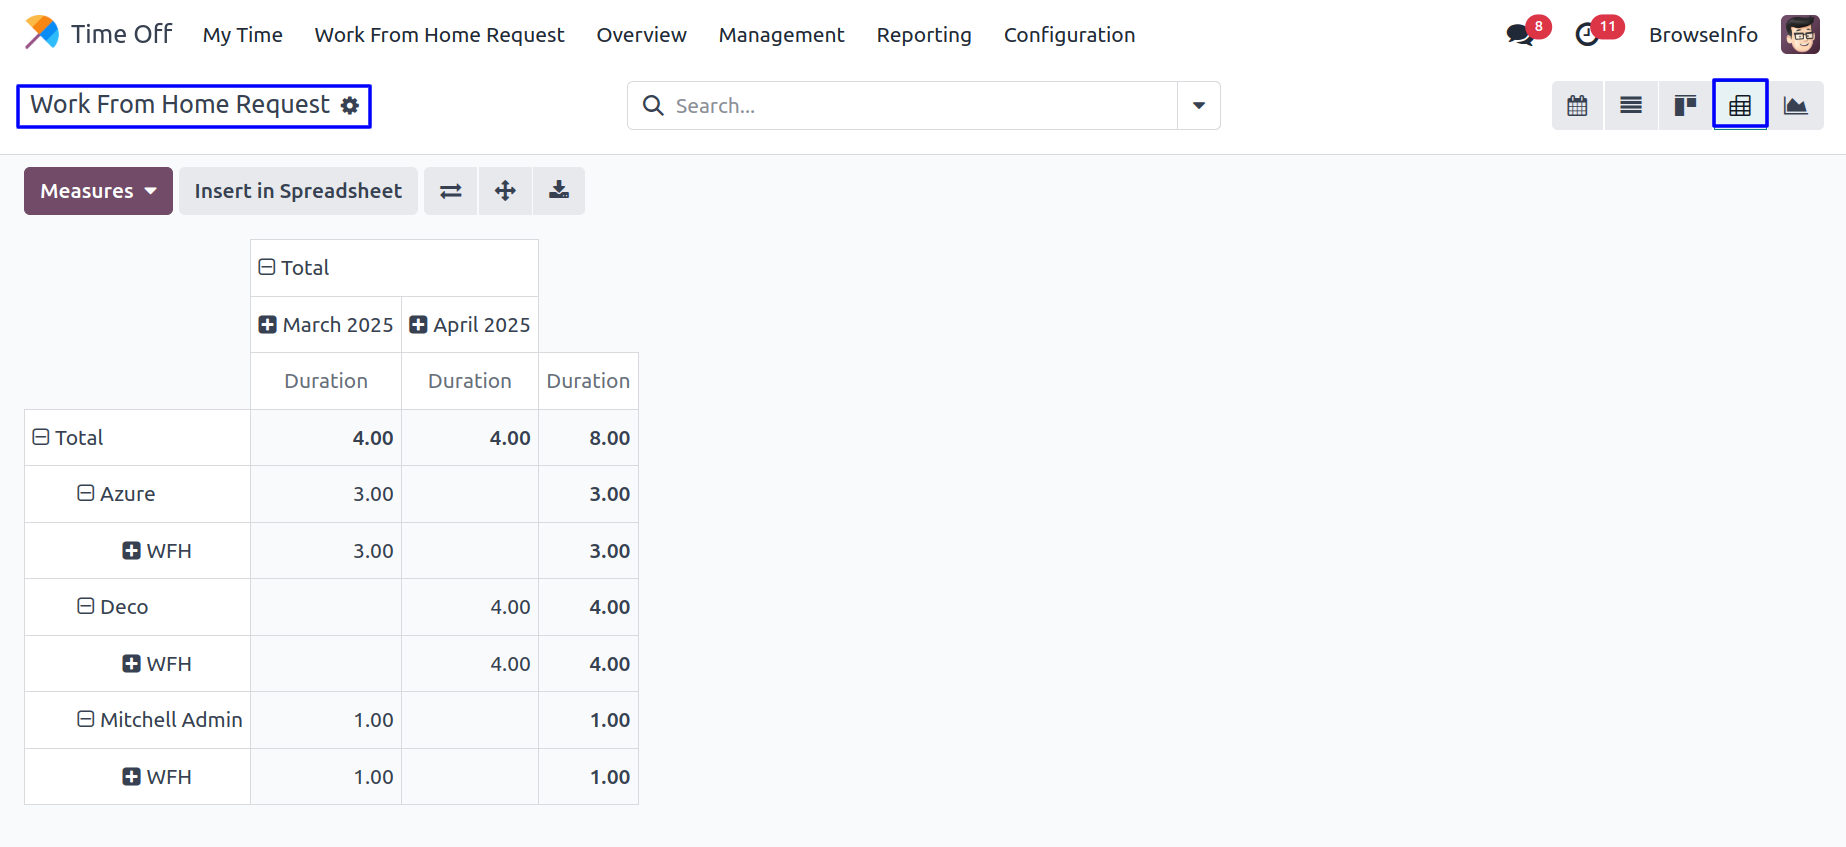 Time Off My Time Work From Home Request Overview Management Reporting Configuration 8 11 BrowseInfo
Work From Home Request Search...
Measures Insert in Spreadsheet
Total
March 2025 April 2025
Duration Duration Duration
Total 4.00 4.00 8.00
Azure 3.00 3.00
WFH 3.00 3.00
Deco 4.00 4.00
WFH 4.00 4.00
Mitchell Admin 1.00 1.00
WFH 1.00 1.00